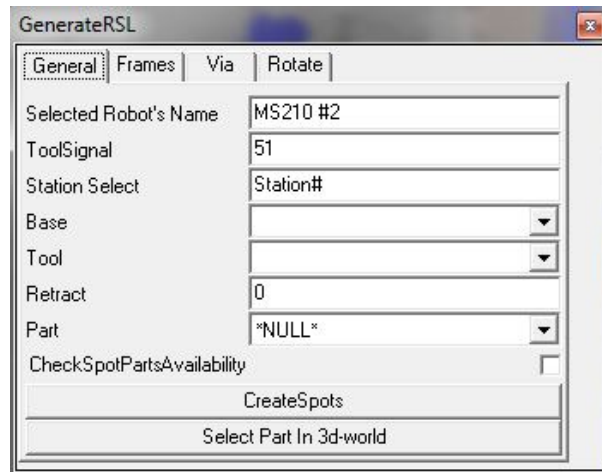 GenerateRSL
General Frames Via Rotate
Selected Robot's Name MS210 #2
ToolSignal 51
Station Select Station#
Base
Tool
Retract 0
Part *NULL*
CheckSpotPartsAvailability
CreateSpots
Select Part In 3d-world